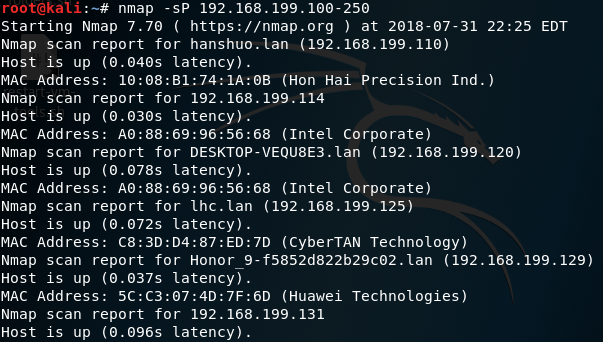 root@kali:~# nmap -sP 192.168.199.100-250
Starting Nmap 7.70 ( https://nmap.org ) at 2018-07-31 22:25 EDT
Nmap scan report for hanshuo.lan (192.168.199.110)
Host is up (0.040s latency).
MAC Address: 10:08:B1:74:1A:0B (Hon Hai Precision Ind.)
Nmap scan report for 192.168.199.114
Host is up (0.030s latency).
MAC Address: A0:88:69:96:56:68 (Intel Corporate)
Nmap scan report for DESKTOP-VEQU8E3.lan (192.168.199.120)
Host is up (0.078s latency).
MAC Address: A0:88:69:96:56:68 (Intel Corporate)
Nmap scan report for lhc.lan (192.168.199.125)
Host is up (0.072s latency).
MAC Address: C8:3D:D4:87:ED:7D (CyberTAN Technology)
Nmap scan report for Honor_9-f5852d822b29c02.lan (192.168.199.129)
Host is up (0.037s latency).
MAC Address: 5C:C3:07:4D:7F:6D (Huawei Technologies)
Nmap scan report for 192.168.199.131
Host is up (0.096s latency).